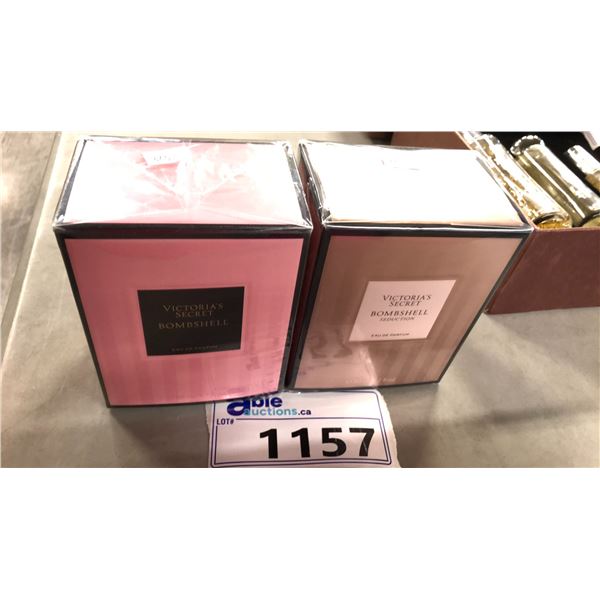 VICTORIA'S
SECRET
BOMBSHELL
EAU DE PARFUM
VICTORIA'S
SECRET
BOMBSHELL
SEDUCTION
EAU DE PARFUM
able
auctions.ca
LOT#
1157